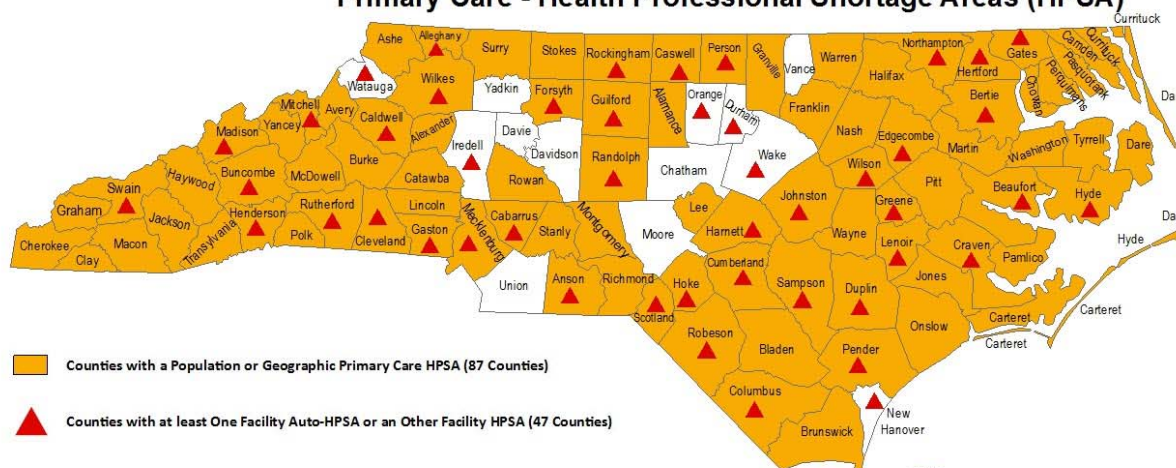 Primary Care - Health Professional Shortage Areas (HPSA)
Currituck
Ashe
Alleghany
Surry
Stokes
Rockingham
Caswell
Person
Granville
Vance
Warren
Northampton
Gates
Camden
Currituck
Pasquotank
Perquimans
Chowan
Hertford
Halifax
Bertie
Watauga
Wilkes
Yadkin
Forsyth
Guilford
Alamance
Orange
Durham
Franklin
Nash
Edgecombe
Martin
Washington
Tyrrell
Dare
Da
Mitchell
Avery
Yancey
Caldwell
Alexander
Iredell
Davie
Davidson
Randolph
Chatham
Wake
Wilson
Pitt
Beaufort
Hyde
Madison
Buncombe
McDowell
Burke
Catawba
Rowan
Lee
Johnston
Greene
Swain
Haywood
Graham
Jackson
Henderson
Rutherford
Lincoln
Cabarrus
Stanly
Montgomery
Moore
Harnett
Wayne
Lenoir
Craven
Pamlico
Da
Hyde
Cherokee
Clay
Macon
Transylvania
Polk
Cleveland
Gaston
Mecklenburg
Union
Anson
Richmond
Scotland
Hoke
Cumberland
Sampson
Duplin
Jones
Onslow
Carteret
Carteret
Carteret
Robeson
Bladen
Pender
Columbus
Brunswick
New
Hanover
Counties with a Population or Geographic Primary Care HPSA (87 Counties)
Counties with at least One Facility Auto-HPSA or an Other Facility HPSA (47 Counties)